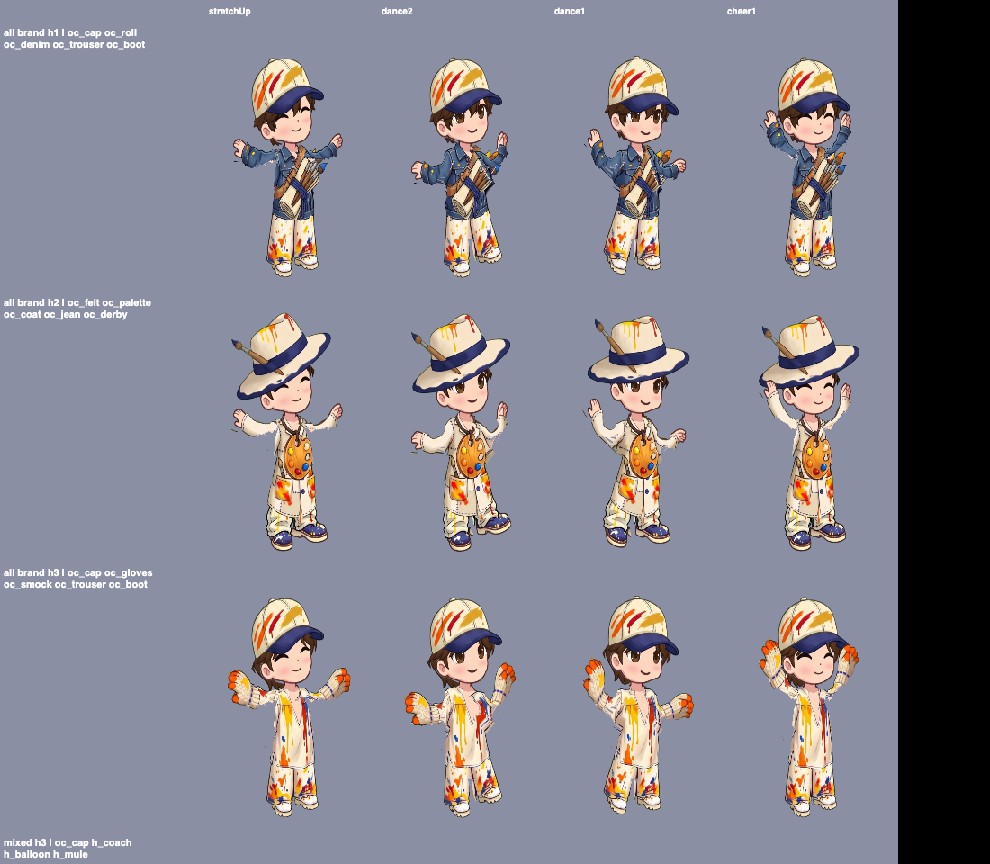 stretchUp dance2 dance1 cheer1
all brand h1 | oc_cap oc_roll
oc_denim oc_trouser oc_boot
all brand h2 | oc_felt oc_palette
oc_coat oc_jean oc_derby
all brand h3 | oc_cap oc_gloves
oc_smock oc_trouser oc_boot
mixed h3 | oc_cap h_coach
h_balloon h_mule